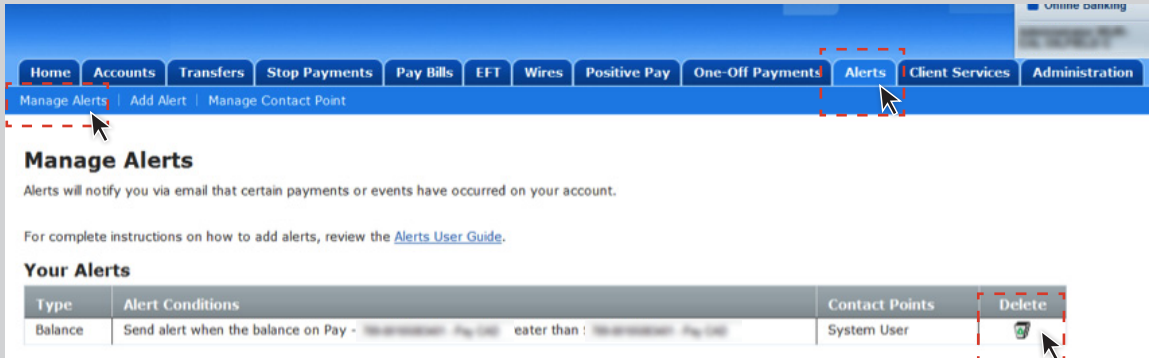 Online Banking
Home Accounts Transfers Stop Payments Pay Bills EFT Wires Positive Pay One-Off Payments Alerts Client Services Administration
Manage Alerts | Add Alert | Manage Contact Point
Manage Alerts
Alerts will notify you via email that certain payments or events have occurred on your account.
For complete instructions on how to add alerts, review the Alerts User Guide.
Your Alerts
Type Alert Conditions Contact Points Delete
Balance Send alert when the balance on Pay - eater than : System User